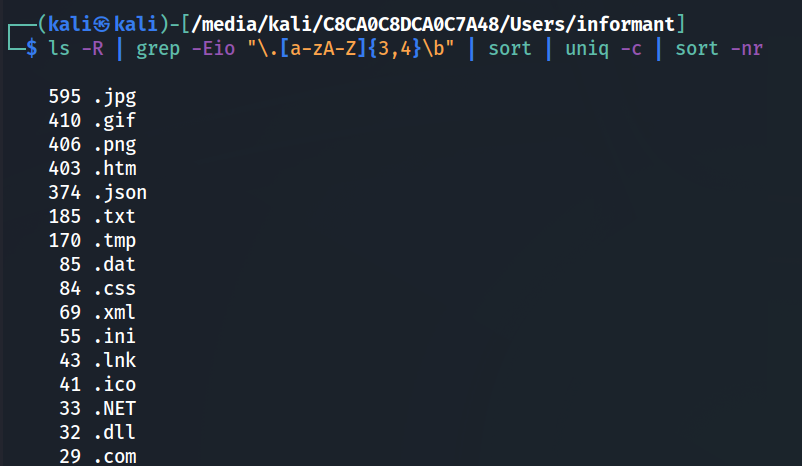 ┌──(kali㉿kali)-[/media/kali/C8CA0C8DCA0C7A48/Users/informant]
└─$ ls -R | grep -Eio "\.[a-zA-Z]{3,4}\b" | sort | uniq -c | sort -nr
595 .jpg
410 .gif
406 .png
403 .htm
374 .json
185 .txt
170 .tmp
85 .dat
84 .css
69 .xml
55 .ini
43 .lnk
41 .ico
33 .NET
32 .dll
29 .com